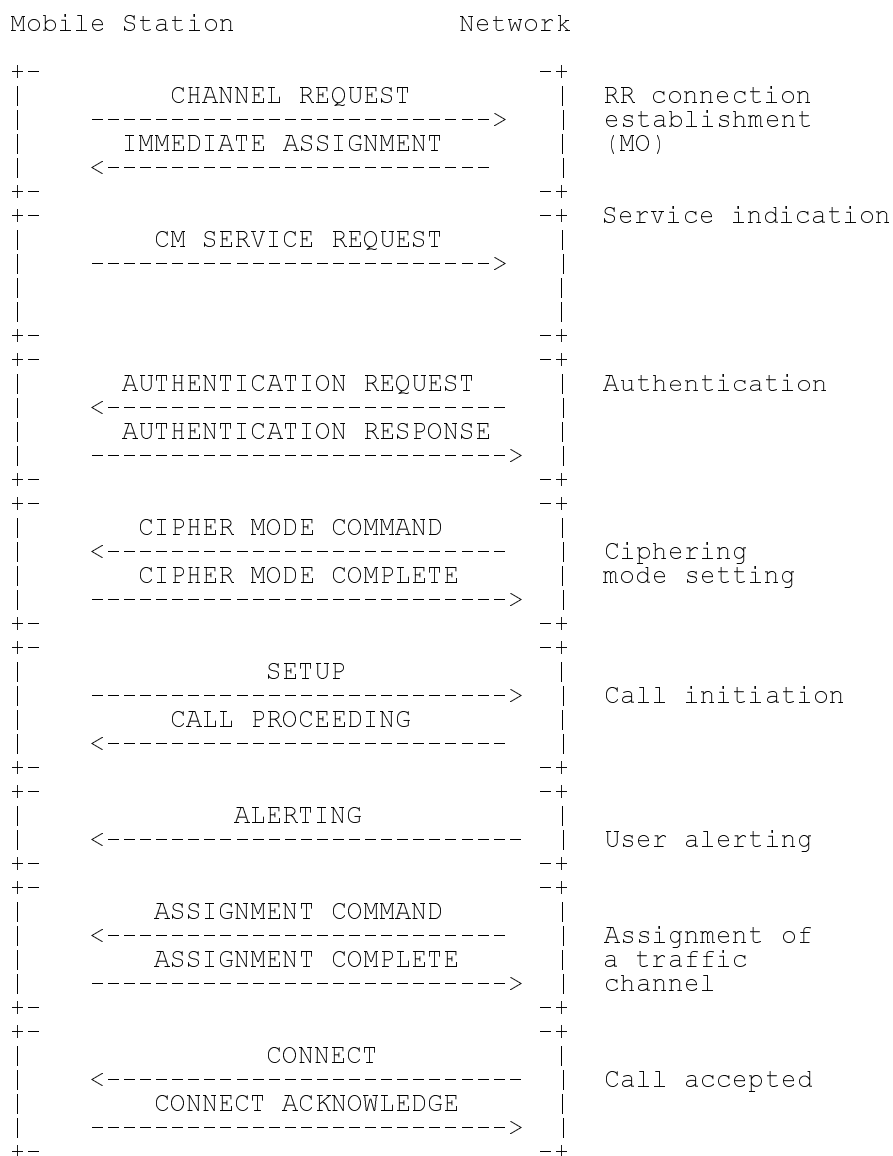 Mobile Station Network
CHANNEL REQUEST RR connection
establishment
IMMEDIATE ASSIGNMENT (MO)
Service indication
CM SERVICE REQUEST
AUTHENTICATION REQUEST Authentication
AUTHENTICATION RESPONSE
CIPHER MODE COMMAND
Ciphering
CIPHER MODE COMPLETE mode setting
SETUP
Call initiation
CALL PROCEEDING
ALERTING
User alerting
ASSIGNMENT COMMAND
Assignment of
ASSIGNMENT COMPLETE a traffic
channel
CONNECT
Call accepted
CONNECT ACKNOWLEDGE